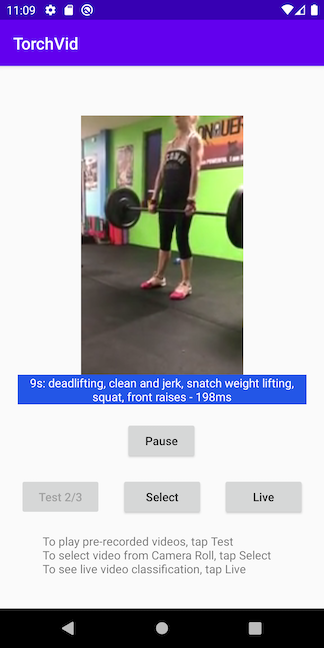 11:09
TorchVid
CONQUER
9s: deadlifting, clean and jerk, snatch weight lifting,
squat, front raises - 198ms
Pause
Test 2/3
Select
Live
To play pre-recorded videos, tap Test
To select video from Camera Roll, tap Select
To see live video classification, tap Live